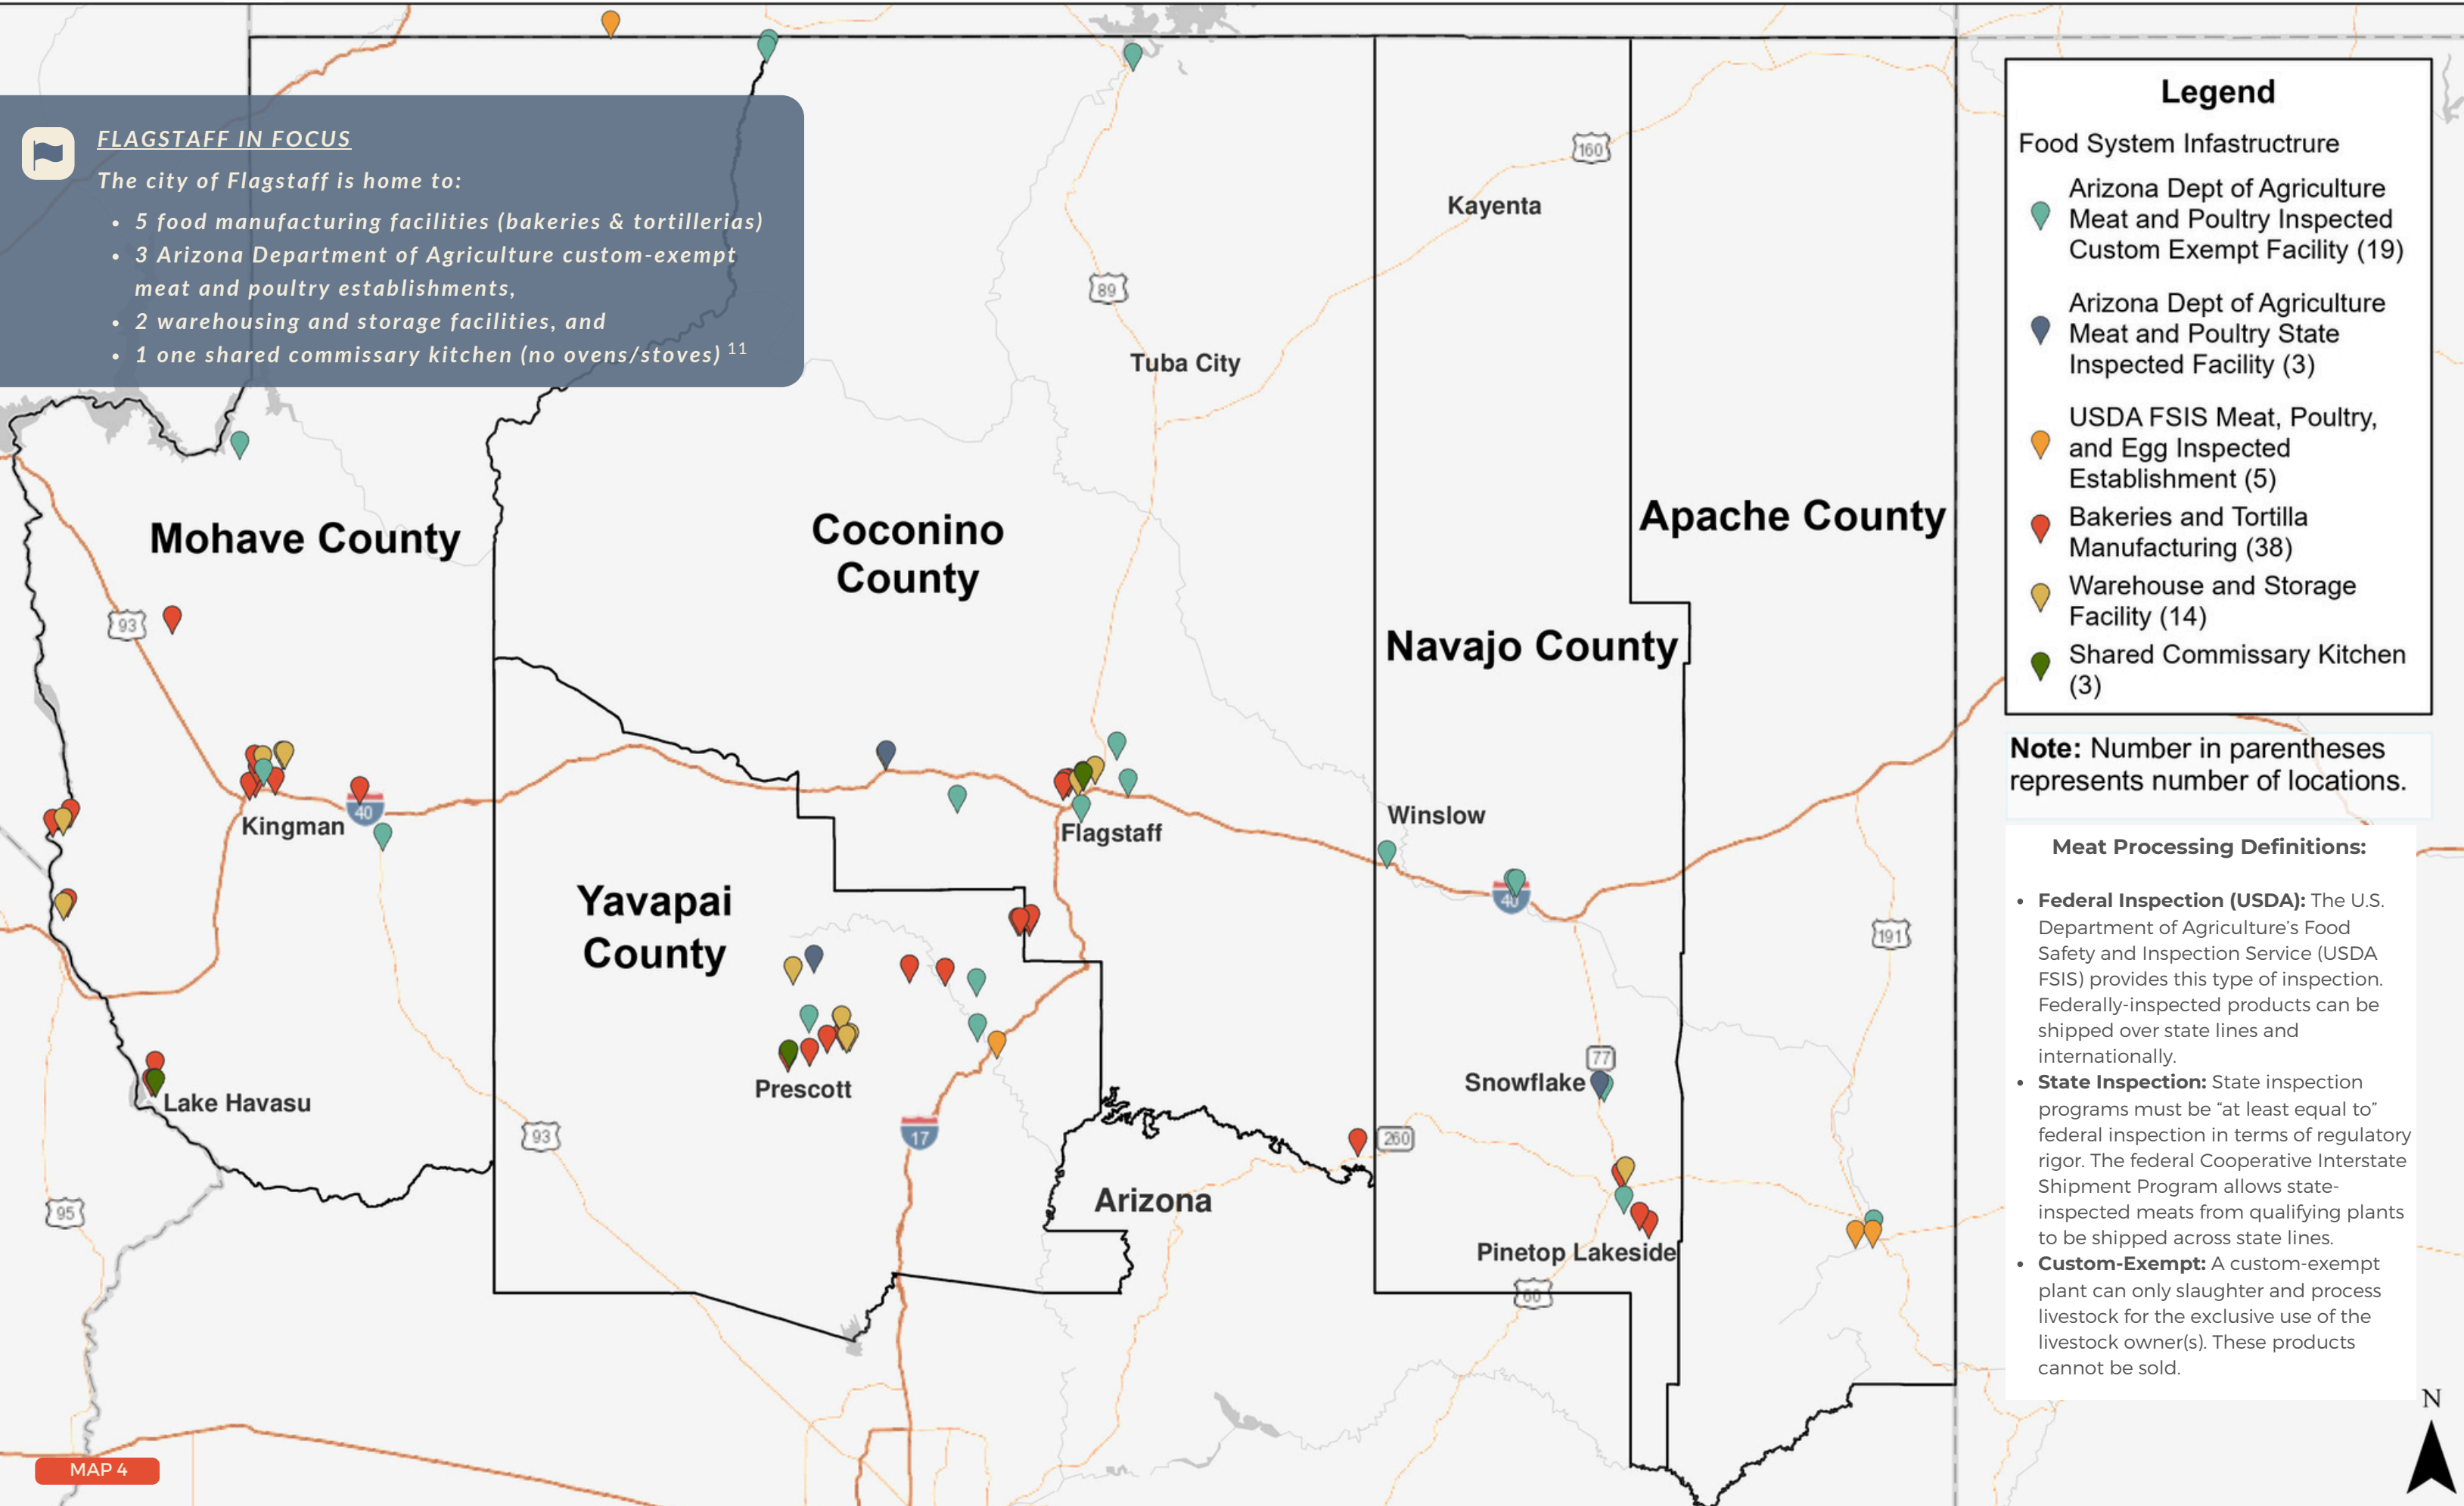 FLAGSTAFF IN FOCUS
The city of Flagstaff is home to:
• 5 food manufacturing facilities (bakeries & tortillerias)
• 3 Arizona Department of Agriculture custom-exempt
meat and poultry establishments,
• 2 warehousing and storage facilities, and
• 1 one shared commissary kitchen (no ovens/stoves) 11
160
Kayenta
89
Tuba City
Mohave County
Coconino
County
Apache County
93
Navajo County
Kingman
40
Flagstaff
Winslow
40
Yavapai
County
191
Prescott
Lake Havasu
77
Snowflake
93
17
260
95
Arizona
Pinetop Lakeside
60
MAP 4
Legend
Food System Infastructrure
Arizona Dept of Agriculture
Meat and Poultry Inspected
Custom Exempt Facility (19)
Arizona Dept of Agriculture
Meat and Poultry State
Inspected Facility (3)
USDA FSIS Meat, Poultry,
and Egg Inspected
Establishment (5)
Bakeries and Tortilla
Manufacturing (38)
Warehouse and Storage
Facility (14)
Shared Commissary Kitchen
(3)
Note: Number in parentheses
represents number of locations.
Meat Processing Definitions:
• Federal Inspection (USDA): The U.S.
Department of Agriculture's Food
Safety and Inspection Service (USDA
FSIS) provides this type of inspection.
Federally-inspected products can be
shipped over state lines and
internationally.
• State Inspection: State inspection
programs must be “at least equal to”
federal inspection in terms of regulatory
rigor. The federal Cooperative Interstate
Shipment Program allows state-
inspected meats from qualifying plants
to be shipped across state lines.
• Custom-Exempt: A custom-exempt
plant can only slaughter and process
livestock for the exclusive use of the
livestock owner(s). These products
cannot be sold.
N